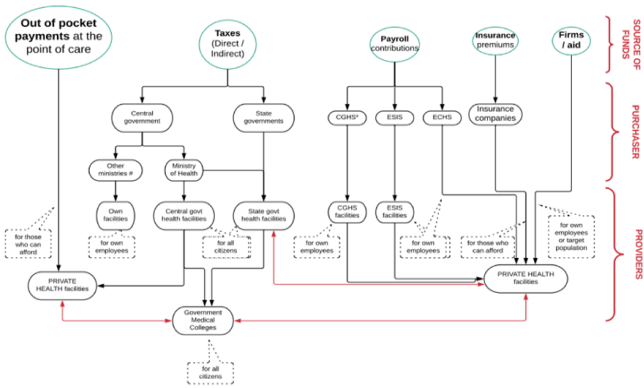 Out of pocket
payments at the
point of care
Taxes
(Direct /
Indirect)
Payroll
contributions
Insurance
premiums
Firms
/ aid
SOURCE OF
FUNDS
Central
government
State
governments
CGHS*
ESIS
ECHS
Insurance
companies
PURCHASER
Other
ministries #
Ministry
of Health
Own
facilities
Central govt
health facilities
State govt
health facilities
CGHS
facilities
ESIS
facilities
PROVIDERS
for those
who can
afford
for own
employees
for all
citizens
for own
employees
for own
employees
for those who
can afford
for own
employees
or target
population
PRIVATE
HEALTH facilities
PRIVATE HEALTH
facilities
Government
Medical
Colleges
for all
citizens